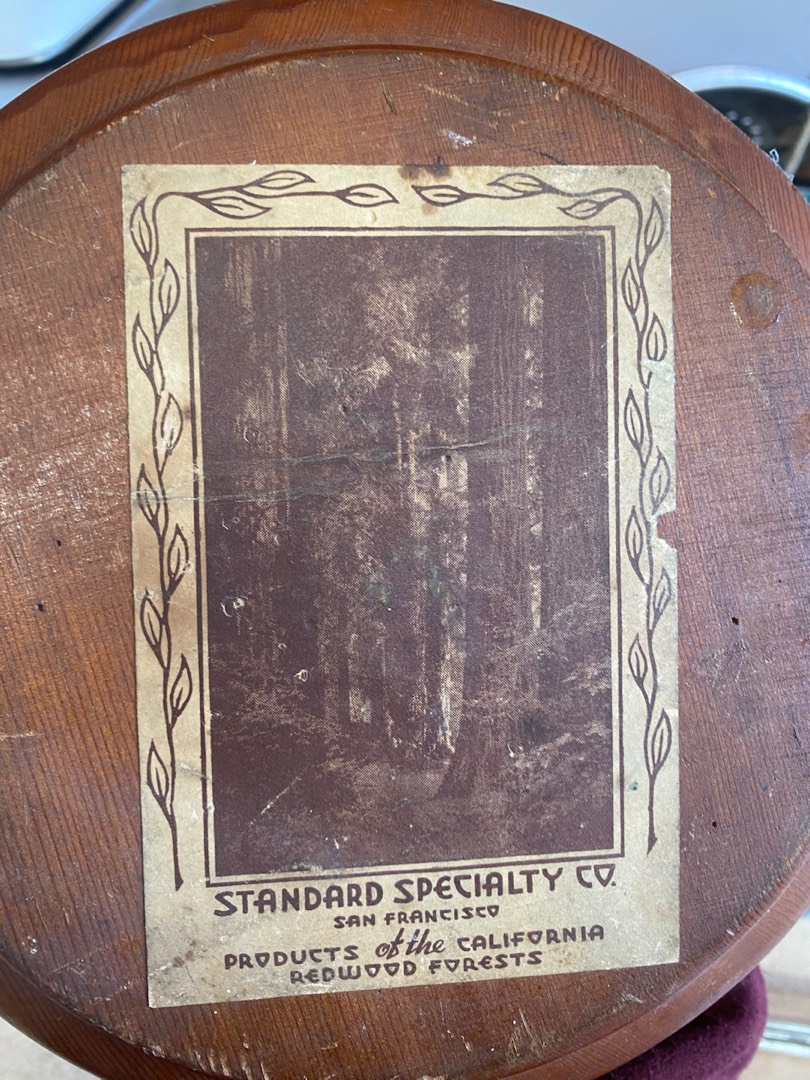 STANDARD SPECIALTY CO.
SAN FRANCISCO
PRODUCTS of the CALIFORNIA
REDWOOD FORESTS